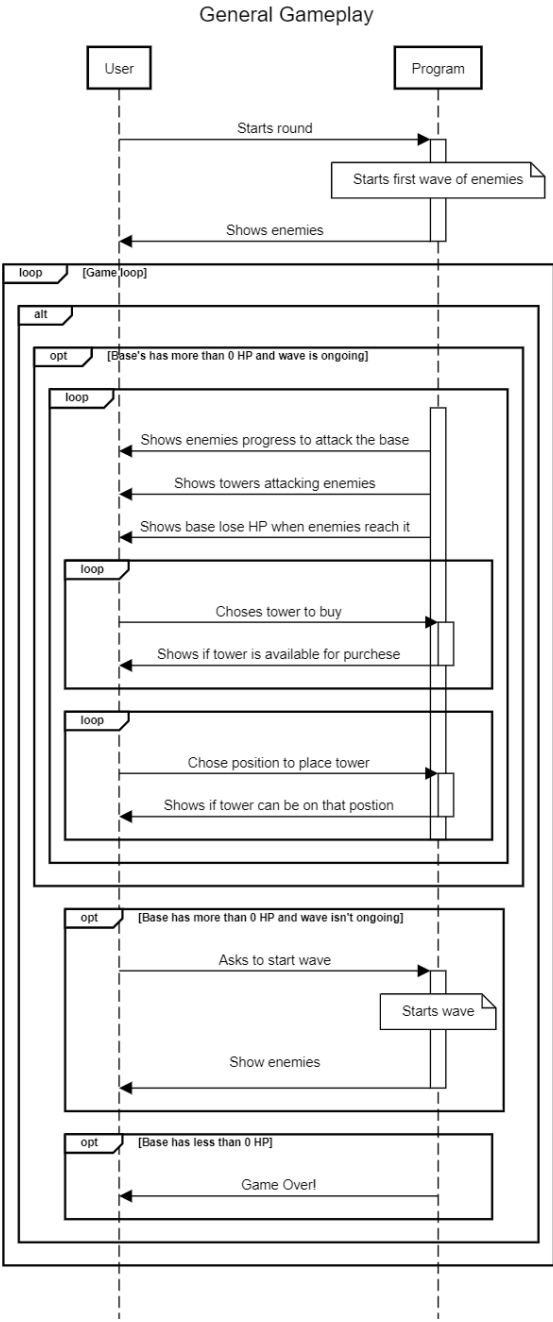 General Gameplay
User
Program
Starts round
Starts first wave of enemies
Shows enemies
loop
[Game loop]
alt
opt
[Base's has more than 0 HP and wave is ongoing]
loop
Shows enemies progress to attack the base
Shows towers attacking enemies
Shows base lose HP when enemies reach it
loop
Choses tower to buy
Shows if tower is available for purchese
loop
Chose position to place tower
Shows if tower can be on that postion
opt
[Base has more than 0 HP and wave isn't ongoing]
Asks to start wave
Starts wave
Show enemies
opt
[Base has less than 0 HP]
Game Over!